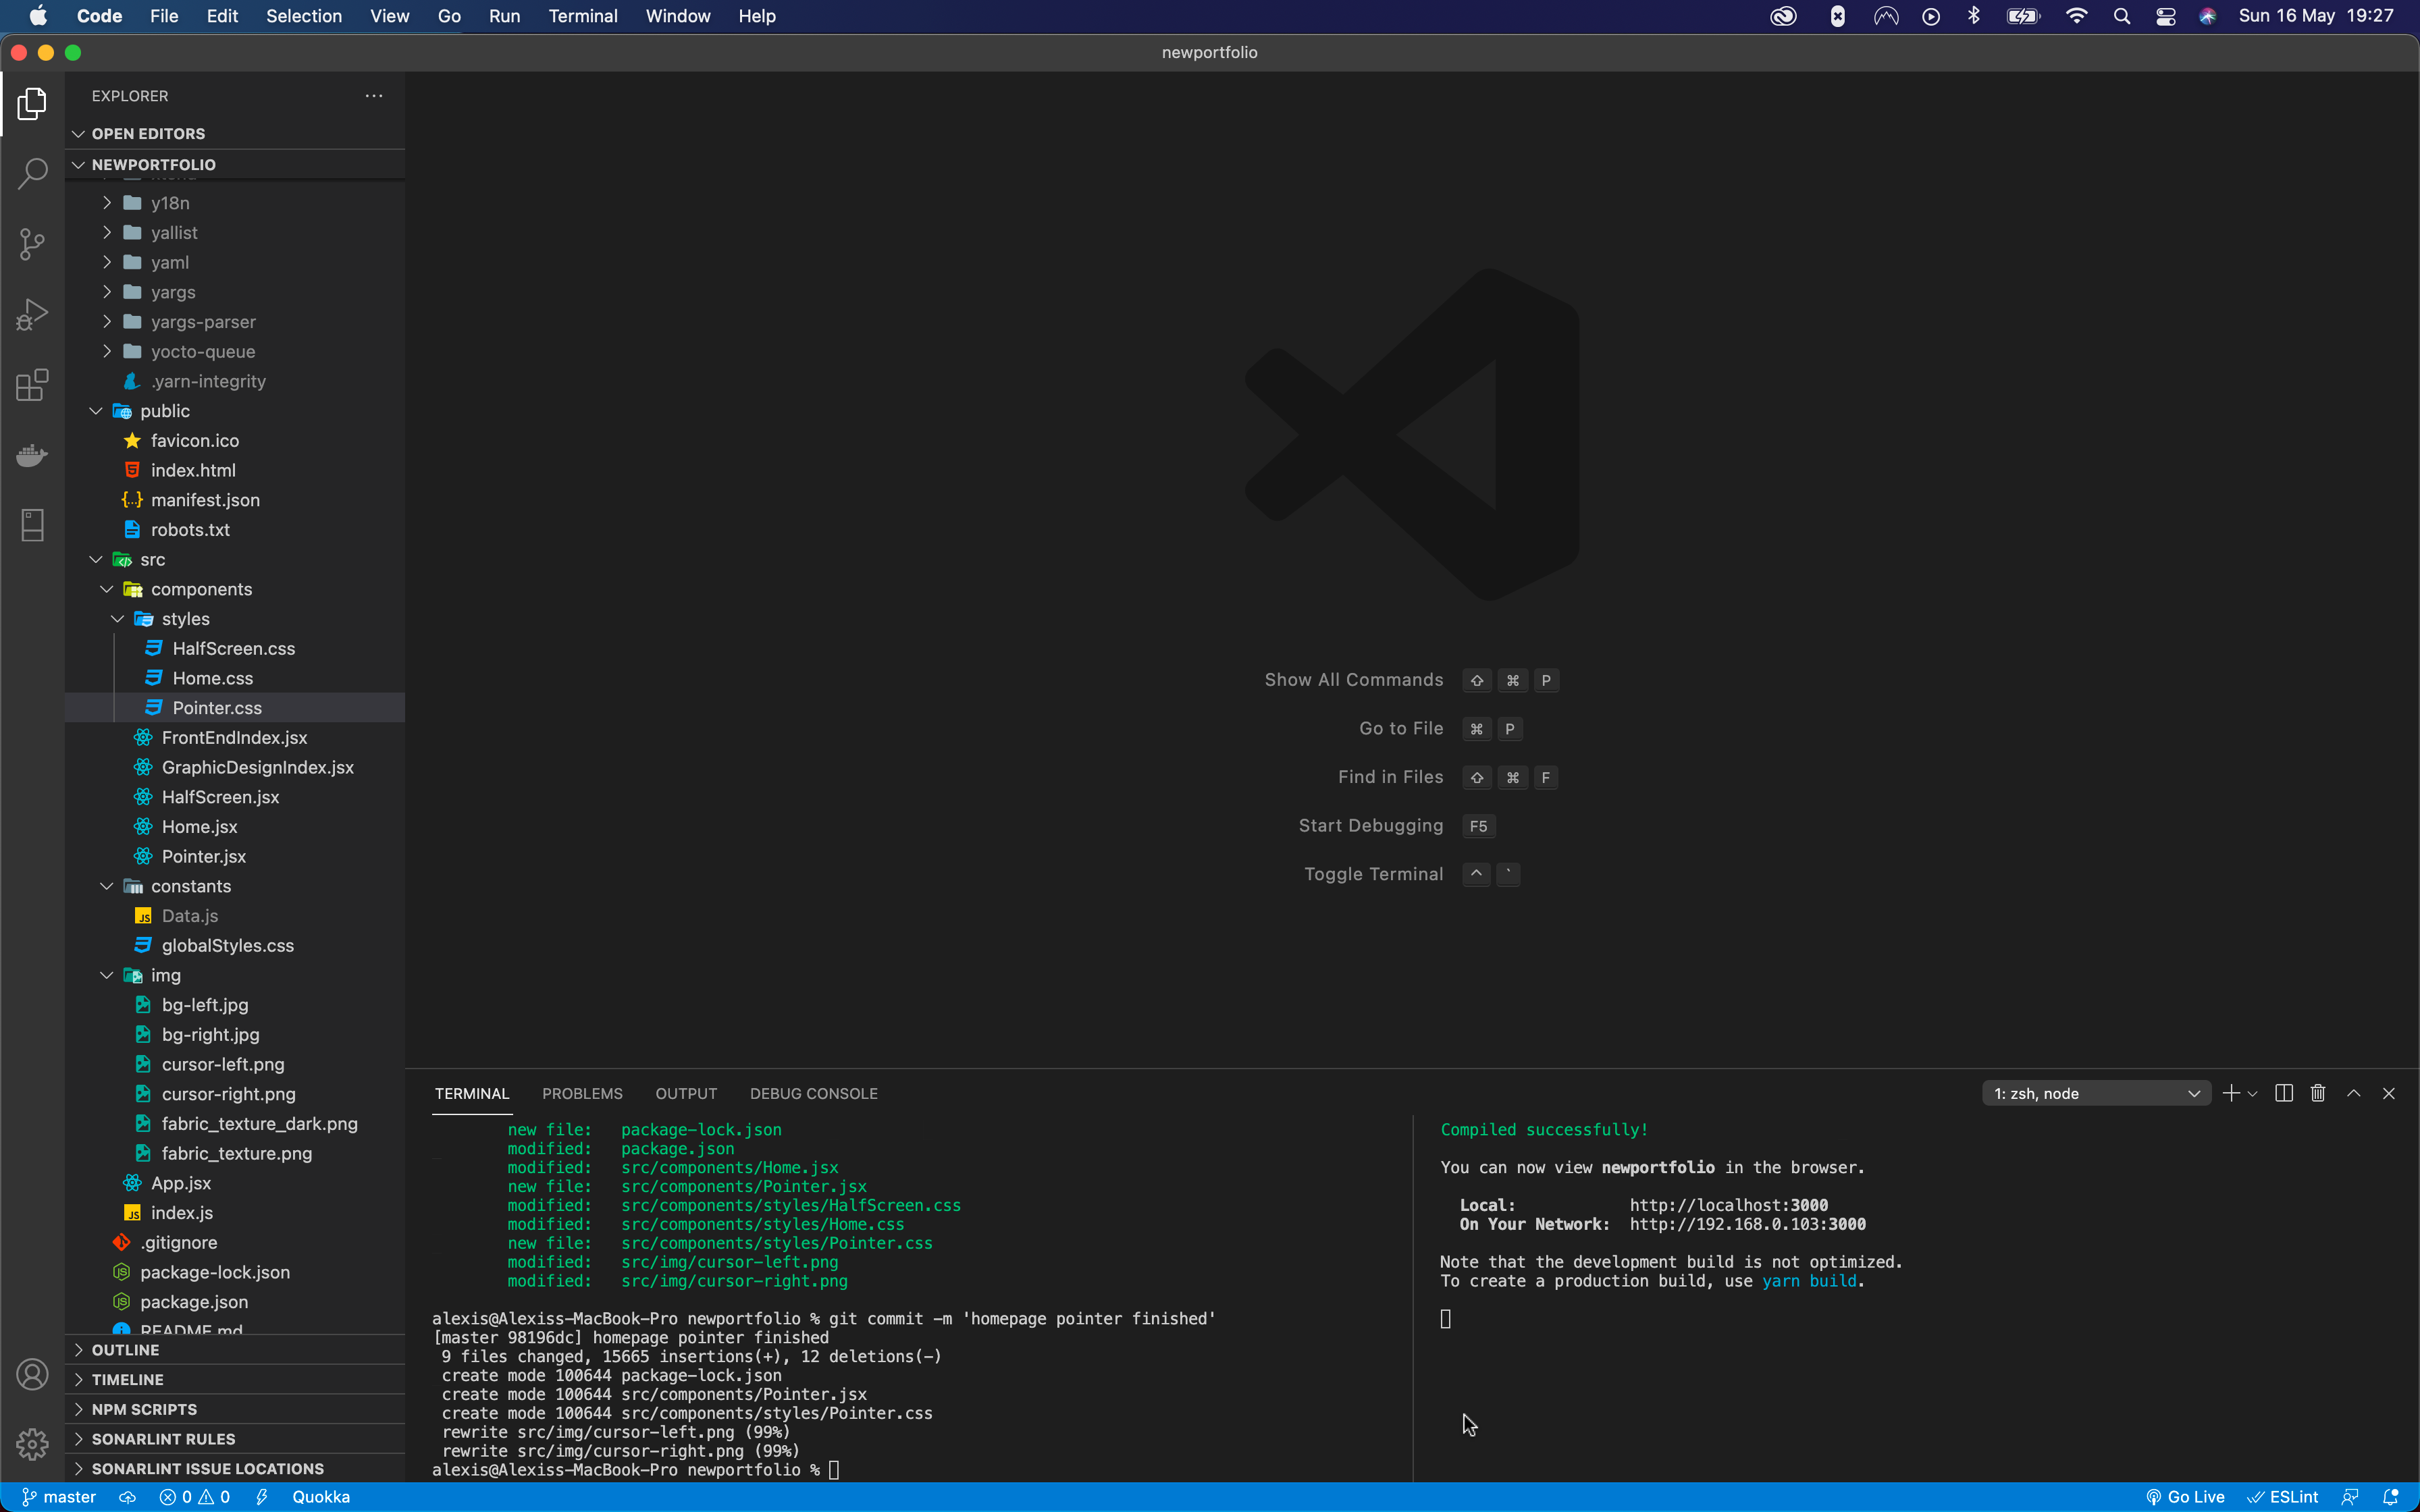 Code File Edit Selection View Go Run Terminal Window Help
Sun 16 May 19:27
newportfolio
EXPLORER
OPEN EDITORS
NEWPORTFOLIO
y18n
yallist
yaml
yargs
yargs-parser
yocto-queue
.yarn-integrity
public
favicon.ico
index.html
manifest.json
robots.txt
src
components
styles
HalfScreen.css
Home.css
Pointer.css
FrontEndIndex.jsx
GraphicDesignIndex.jsx
HalfScreen.jsx
Home.jsx
Pointer.jsx
constants
Data.js
globalStyles.css
img
bg-left.jpg
bg-right.jpg
cursor-left.png
cursor-right.png
fabric_texture_dark.png
fabric_texture.png
App.jsx
index.js
.gitignore
package-lock.json
package.json
README.md
OUTLINE
TIMELINE
NPM SCRIPTS
SONARLINT RULES
SONARLINT ISSUE LOCATIONS
Show All Commands ⇧ ⌘ P
Go to File ⌘ P
Find in Files ⇧ ⌘ F
Start Debugging F5
Toggle Terminal ^ `
TERMINAL PROBLEMS OUTPUT DEBUG CONSOLE
1: zsh, node
new file: package-lock.json
modified: package.json
modified: src/components/Home.jsx
new file: src/components/Pointer.jsx
modified: src/components/styles/HalfScreen.css
modified: src/components/styles/Home.css
new file: src/components/styles/Pointer.css
modified: src/img/cursor-left.png
modified: src/img/cursor-right.png
alexis@Alexiss-MacBook-Pro newportfolio % git commit -m 'homepage pointer finished'
[master 98196dc] homepage pointer finished
9 files changed, 15665 insertions(+), 12 deletions(-)
create mode 100644 package-lock.json
create mode 100644 src/components/Pointer.jsx
create mode 100644 src/components/styles/Pointer.css
rewrite src/img/cursor-left.png (99%)
rewrite src/img/cursor-right.png (99%)
alexis@Alexiss-MacBook-Pro newportfolio %
Compiled successfully!
You can now view newportfolio in the browser.
Local: http://localhost:3000
On Your Network: http://192.168.0.103:3000
Note that the development build is not optimized.
To create a production build, use yarn build.
master 0 0 Quokka
Go Live ESLint